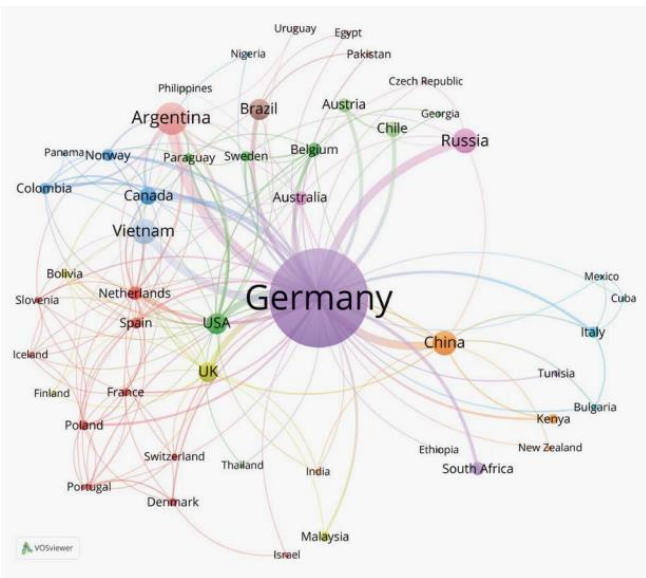 Uruguay
Egypt
Nigeria
Pakistan
Czech Republic
Philippines
Austria
Brazil
Georgia
Argentina
Chile
Russia
Belgium
Panama
Norway
Paraguay
Sweden
Colombia
Canada
Australia
Vietnam
Bolivia
Mexico
Netherlands
Germany
Cuba
Slovenia
Spain
USA
Italy
China
Iceland
UK
Tunisia
Finland
France
Bulgaria
Poland
Kenya
Switzerland
Ethiopia
New Zealand
Thailand
India
South Africa
Portugal
Denmark
Malaysia
VOSviewer
Israel